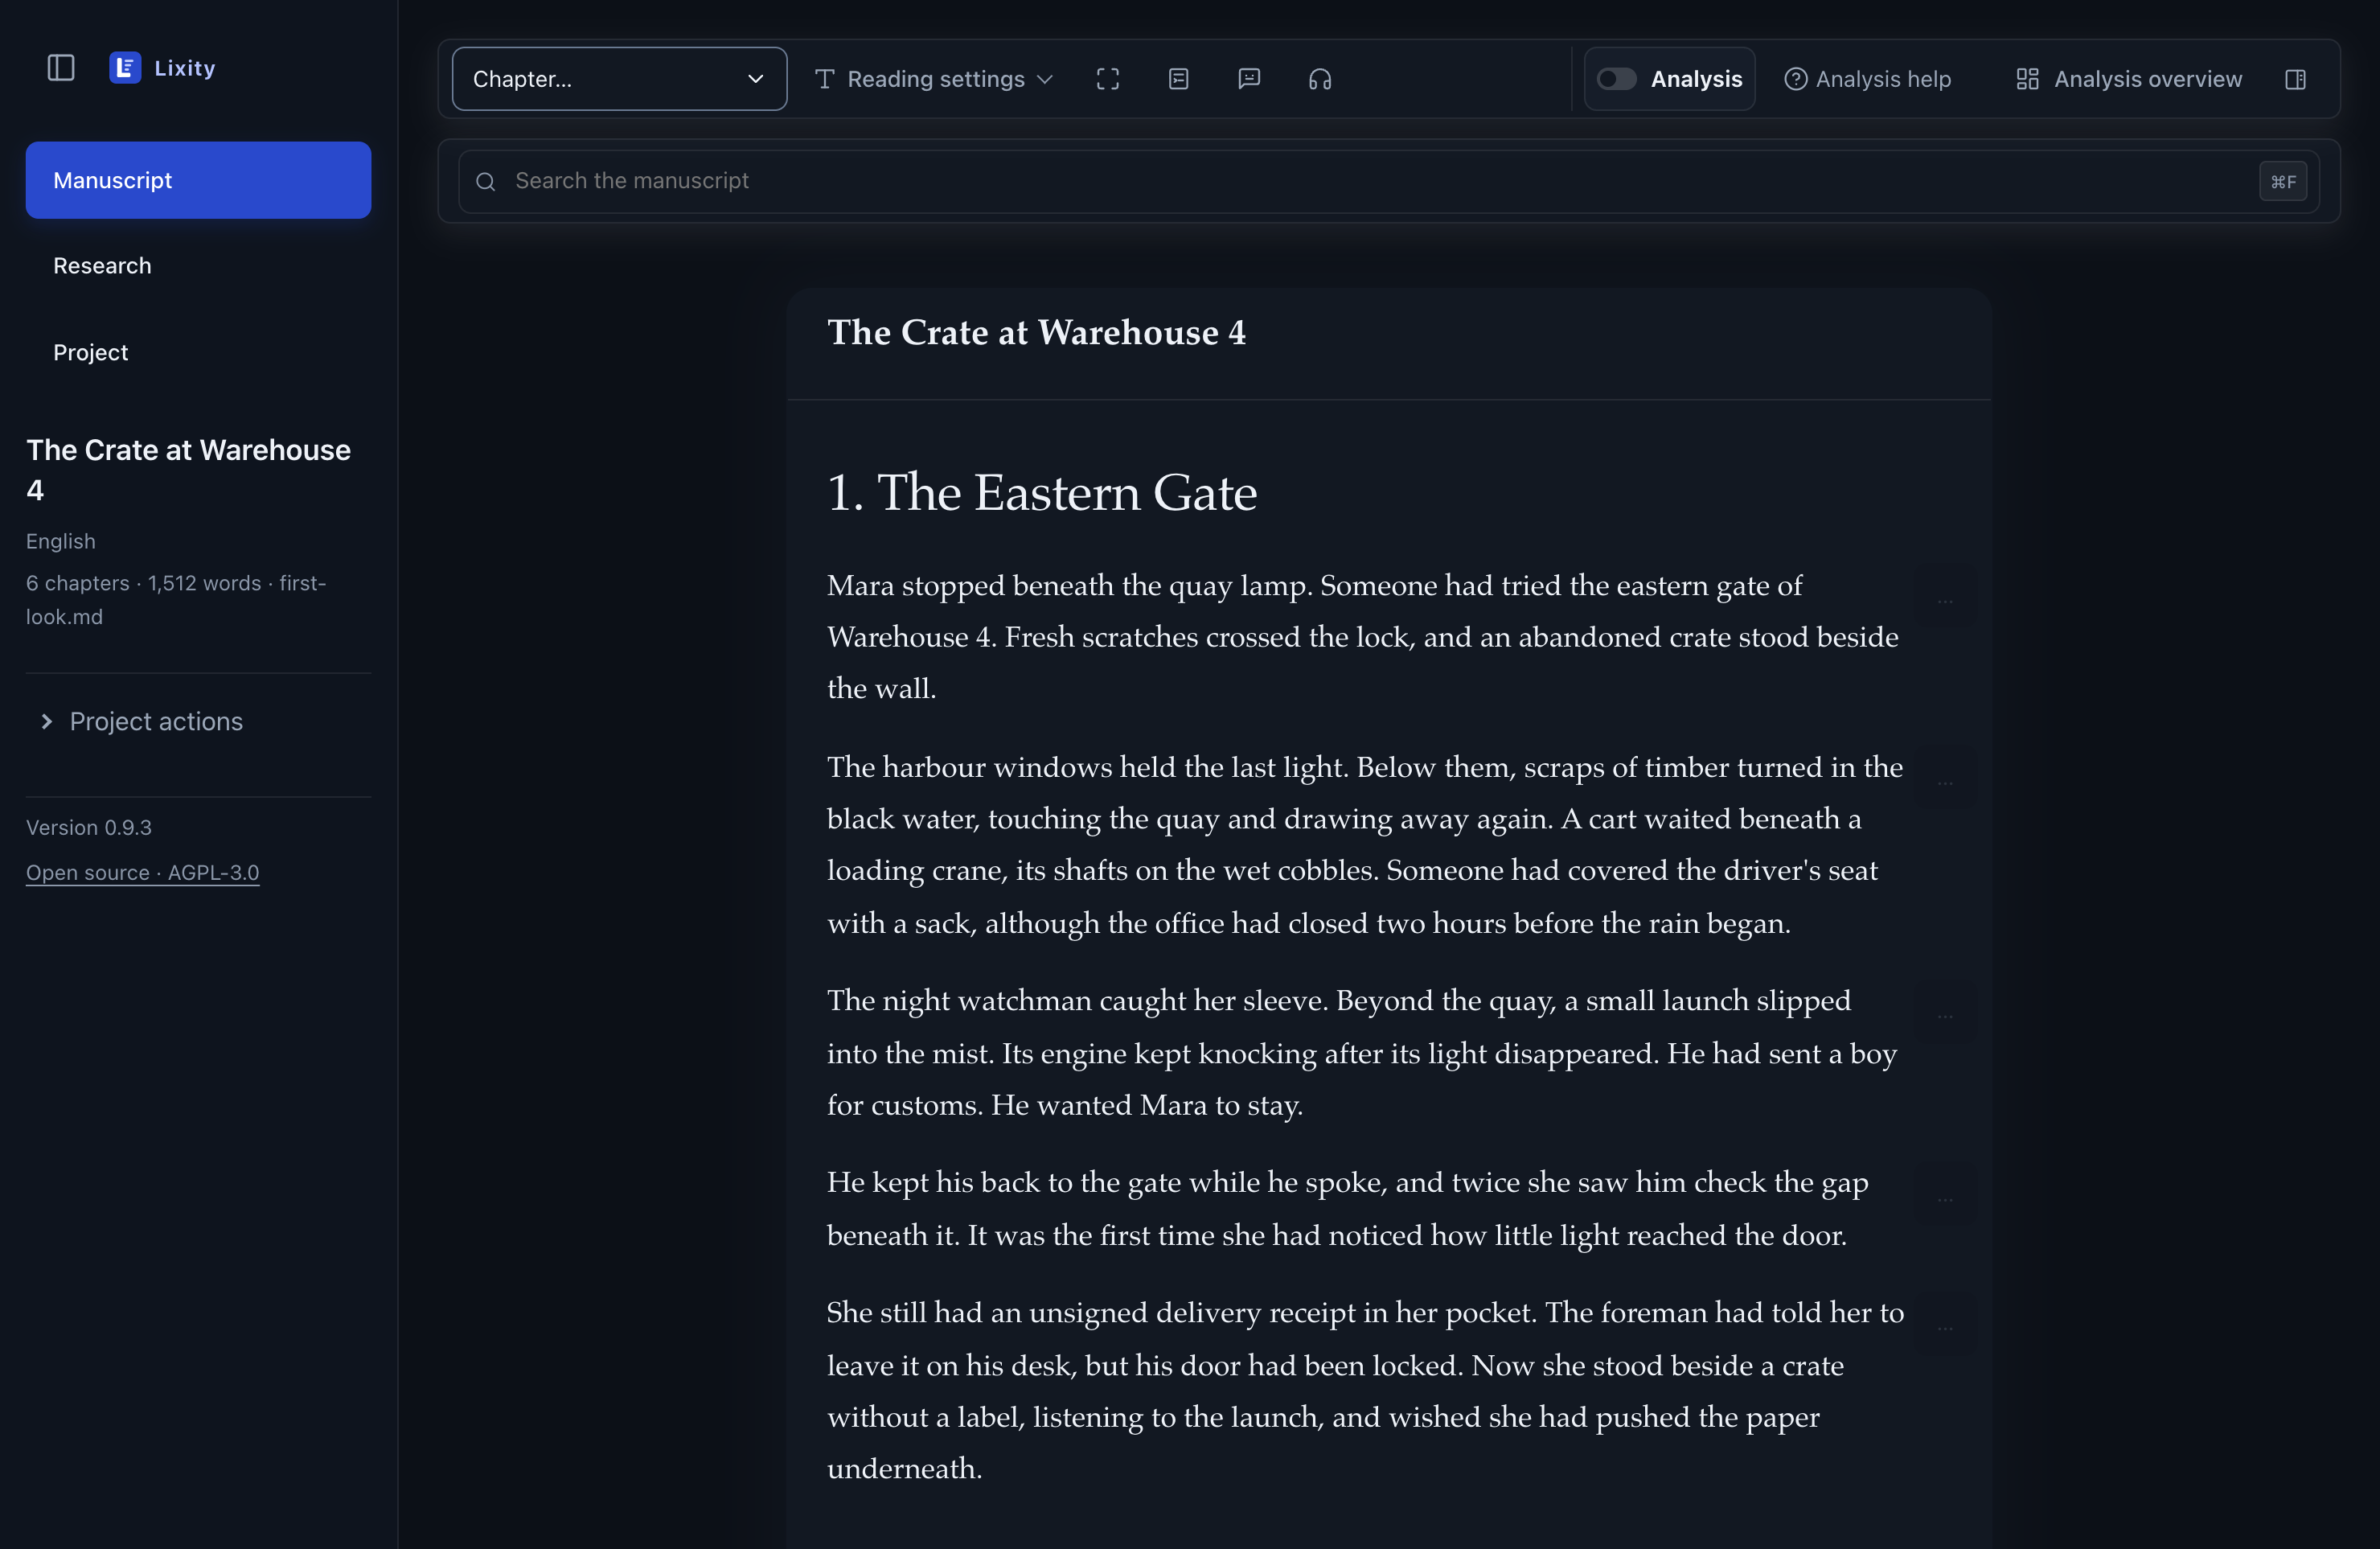 Lixity
Manuscript
Research
Project
The Crate at Warehouse
4
English
6 chapters · 1,512 words · first-
look.md
Project actions
Version 0.9.3
Open source · AGPL-3.0
Chapter...
Reading settings
Analysis
Analysis help
Analysis overview
Search the manuscript
⌘F
The Crate at Warehouse 4
1. The Eastern Gate
Mara stopped beneath the quay lamp. Someone had tried the eastern gate of
Warehouse 4. Fresh scratches crossed the lock, and an abandoned crate stood beside
the wall.
The harbour windows held the last light. Below them, scraps of timber turned in the
black water, touching the quay and drawing away again. A cart waited beneath a
loading crane, its shafts on the wet cobbles. Someone had covered the driver's seat
with a sack, although the office had closed two hours before the rain began.
The night watchman caught her sleeve. Beyond the quay, a small launch slipped
into the mist. Its engine kept knocking after its light disappeared. He had sent a boy
for customs. He wanted Mara to stay.
He kept his back to the gate while he spoke, and twice she saw him check the gap
beneath it. It was the first time she had noticed how little light reached the door.
She still had an unsigned delivery receipt in her pocket. The foreman had told her to
leave it on his desk, but his door had been locked. Now she stood beside a crate
without a label, listening to the launch, and wished she had pushed the paper
underneath.